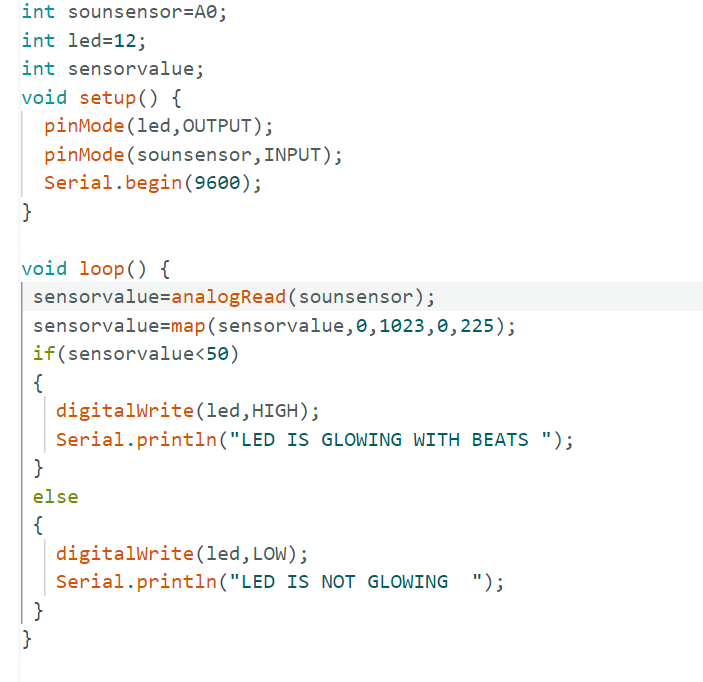 int sounsensor=A0;
int led=12;
int sensorvalue;
void setup() {
  pinMode(led,OUTPUT);
  pinMode(sounsensor,INPUT);
  Serial.begin(9600);
}

void loop() {
 sensorvalue=analogRead(sounsensor);
 sensorvalue=map(sensorvalue,0,1023,0,225);
 if(sensorvalue<50)
 {
   digitalWrite(led,HIGH);
   Serial.println("LED IS GLOWING WITH BEATS ");
 }
 else
 {
   digitalWrite(led,LOW);
   Serial.println("LED IS NOT GLOWING  ");
 }
}